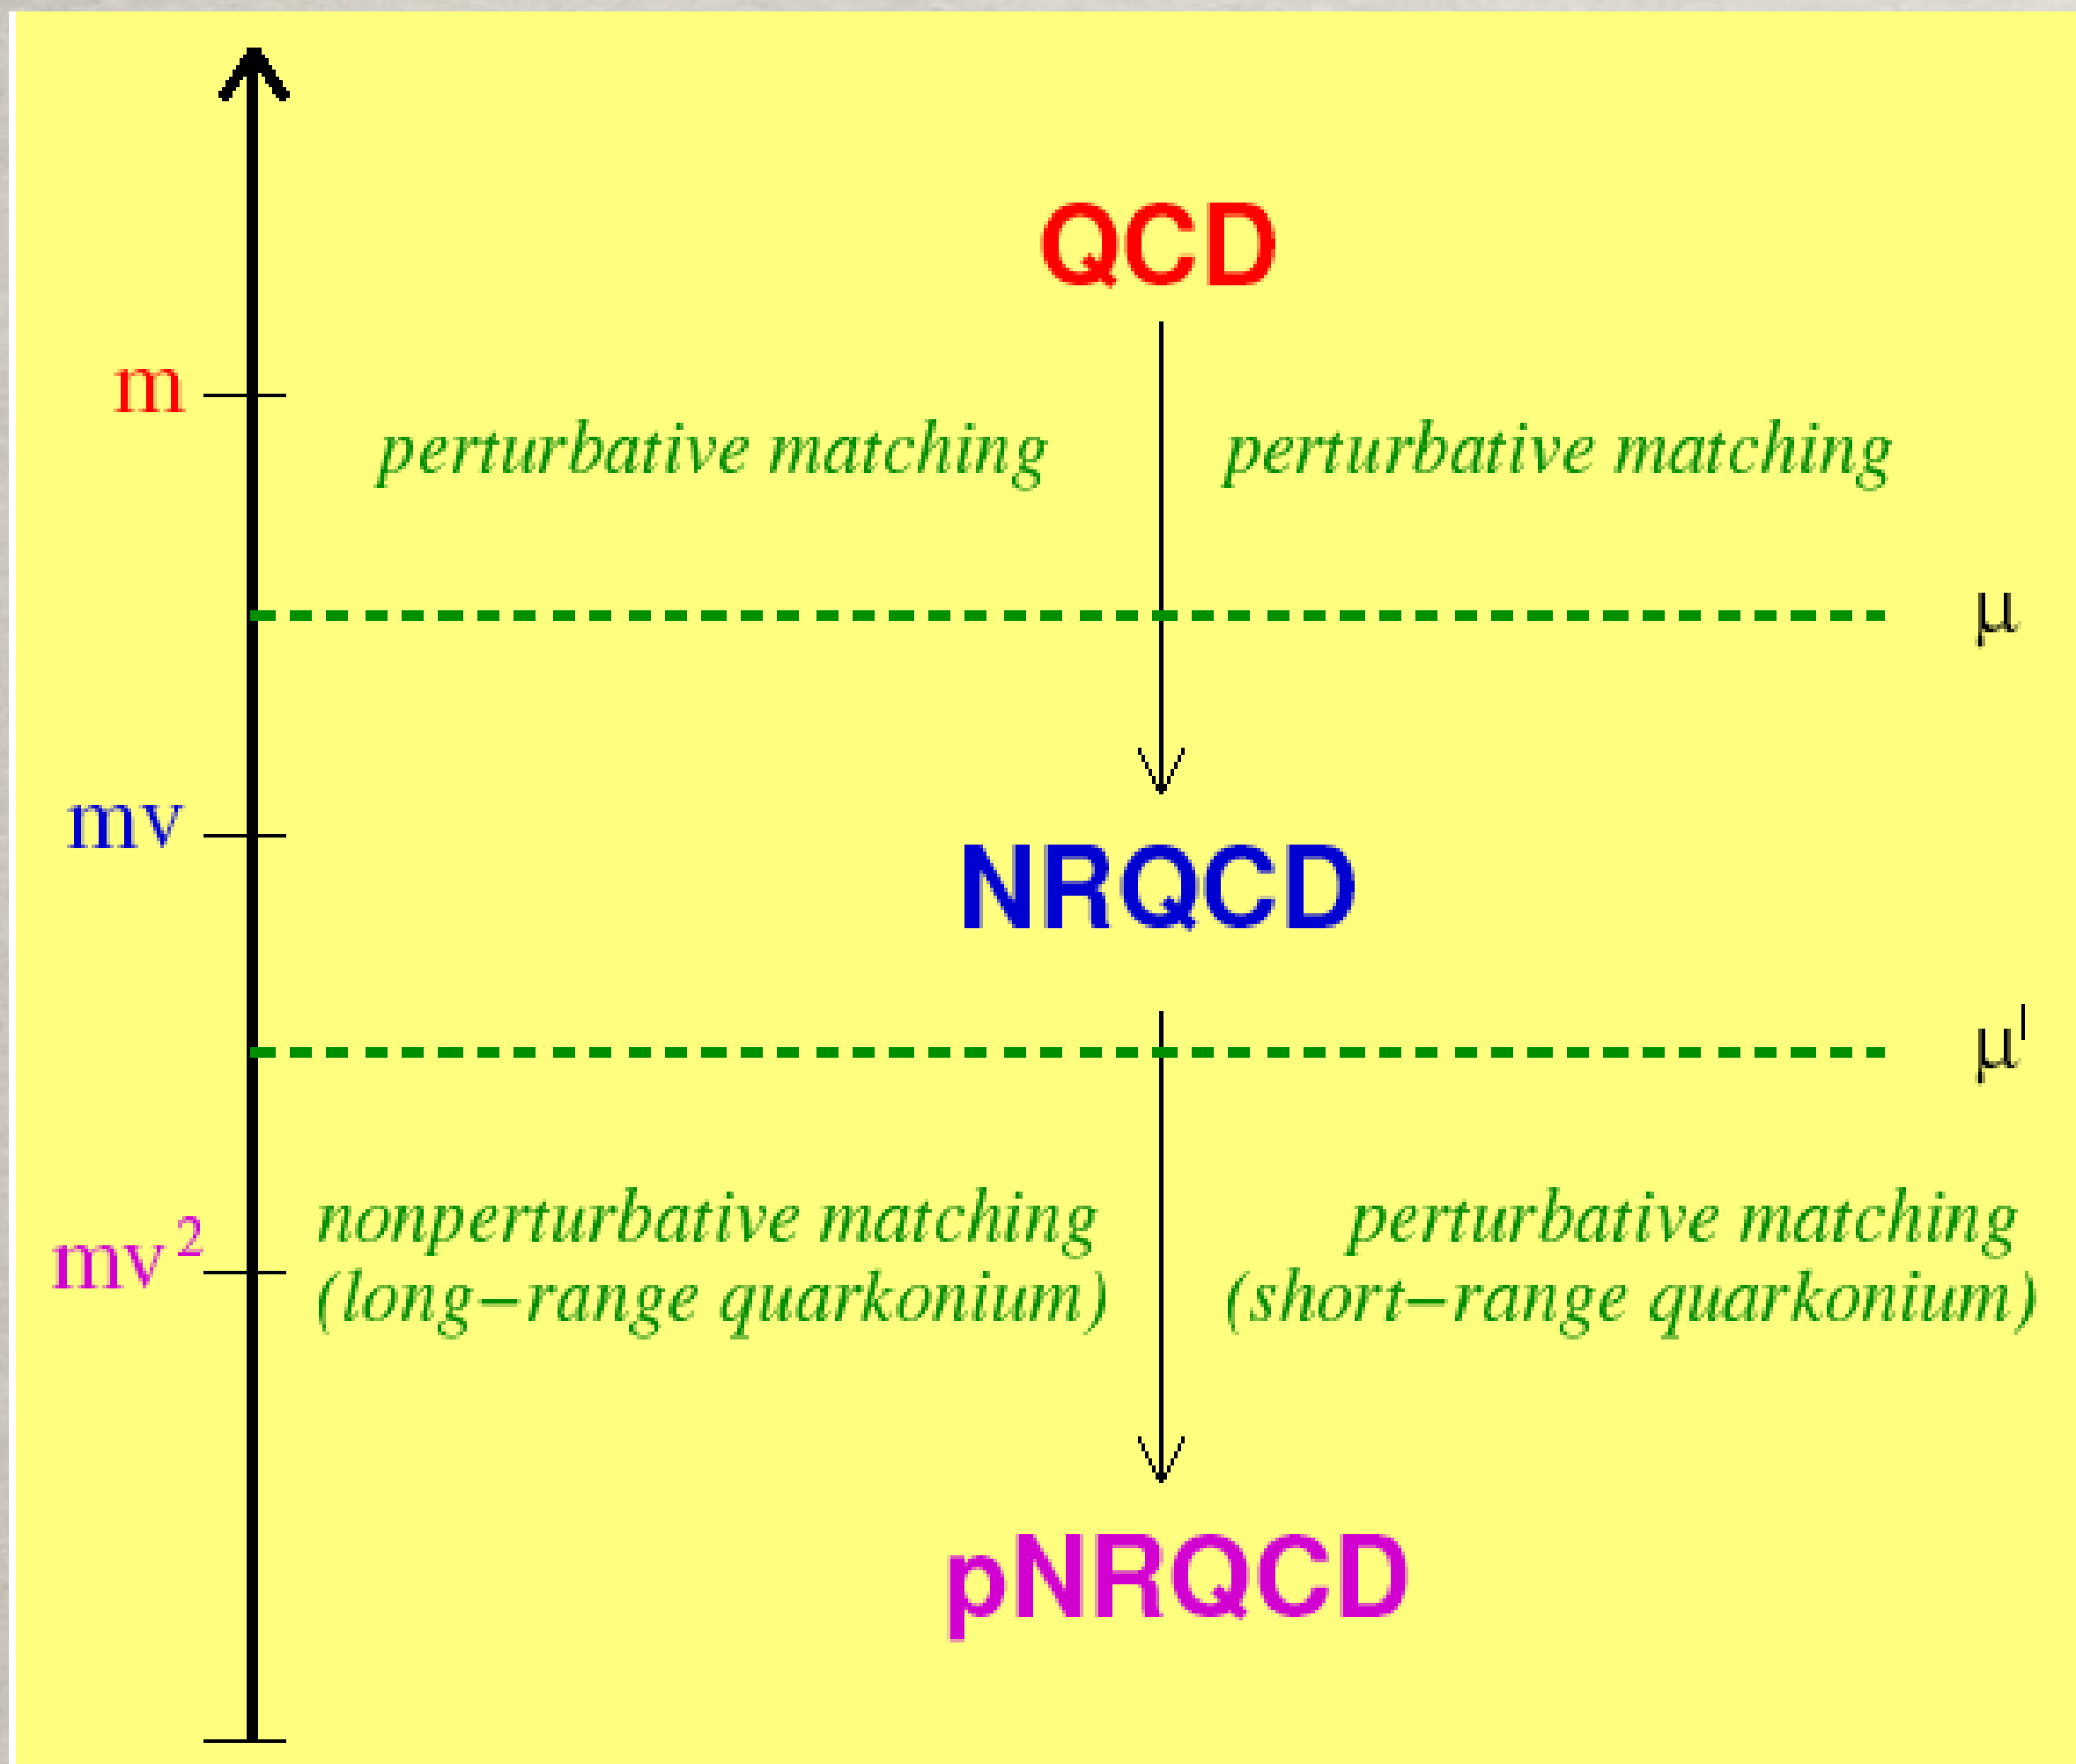 QCD
m
perturbative matching perturbative matching
μ
mv
NRQCD
μ'
nonperturbative matching perturbative matching
mv²
(long-range quarkonium) (short-range quarkonium)
pNRQCD